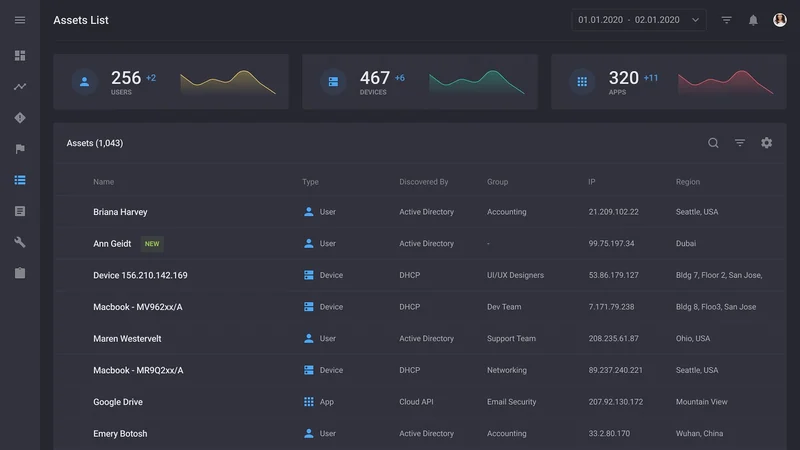 Assets List
01.01.2020 - 02.01.2020
256 +2
USERS
467 +6
DEVICES
320 +11
APPS
Assets (1,043)
Name Type Discovered By Group IP Region
Briana Harvey User Active Directory Accounting 21.209.102.22 Seattle, USA
Ann Geidt NEW User Active Directory - 99.75.197.34 Dubai
Device 156.210.142.169 Device DHCP UI/UX Designers 53.86.179.127 Bldg 7, Floor 2, San Jose,
Macbook - MV962xx/A Device DHCP Dev Team 7.171.79.238 Bldg 8, Floo3, San Jose
Maren Westervelt User Active Directory Support Team 208.235.61.87 Ohio, USA
Macbook - MR9Q2xx/A Device DHCP Networking 89.237.240.221 Seattle, USA
Google Drive App Cloud API Email Security 207.92.130.172 Mountain View
Emery Botosh User Active Directory Accounting 33.2.80.170 Wuhan, China